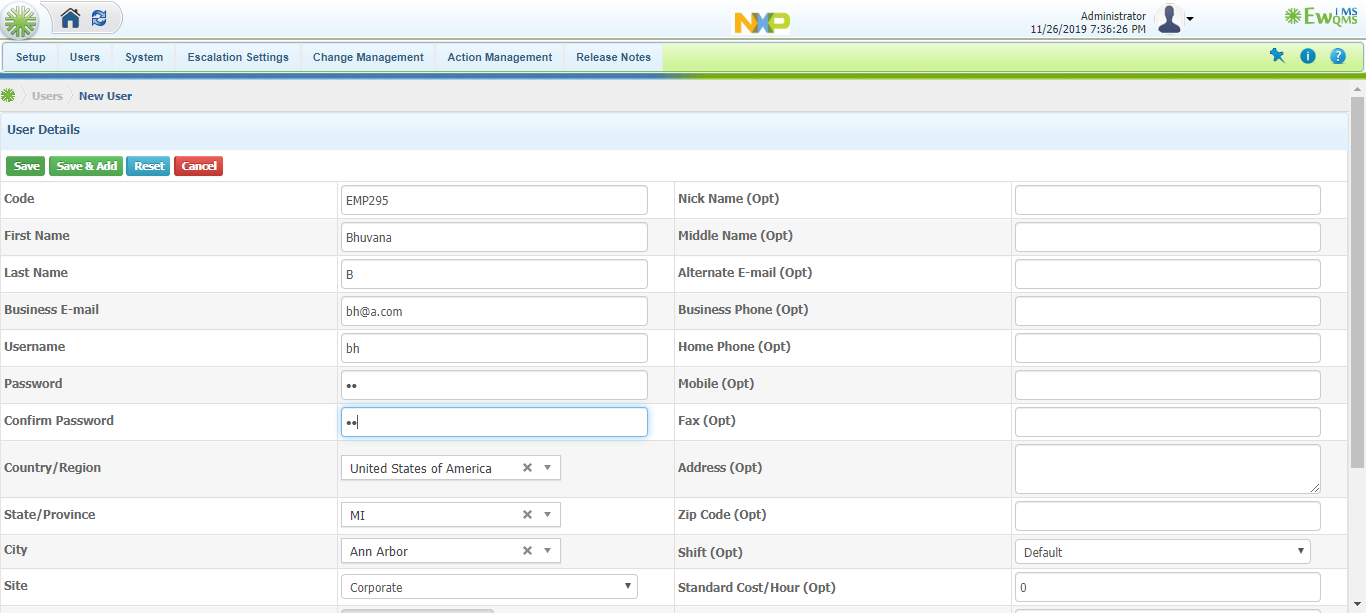 NXP
Administrator
11/26/2019 7:36:26 PM
EwIMS
QMS
Setup Users System Escalation Settings Change Management Action Management Release Notes
Users New User
User Details
Save Save & Add Reset Cancel
Code EMP295 Nick Name (Opt)
First Name Bhuvana Middle Name (Opt)
Last Name B Alternate E-mail (Opt)
Business E-mail bh@a.com Business Phone (Opt)
Username bh Home Phone (Opt)
Password •• Mobile (Opt)
Confirm Password •• Fax (Opt)
Country/Region United States of America Address (Opt)
State/Province MI Zip Code (Opt)
City Ann Arbor Shift (Opt) Default
Site Corporate Standard Cost/Hour (Opt) 0